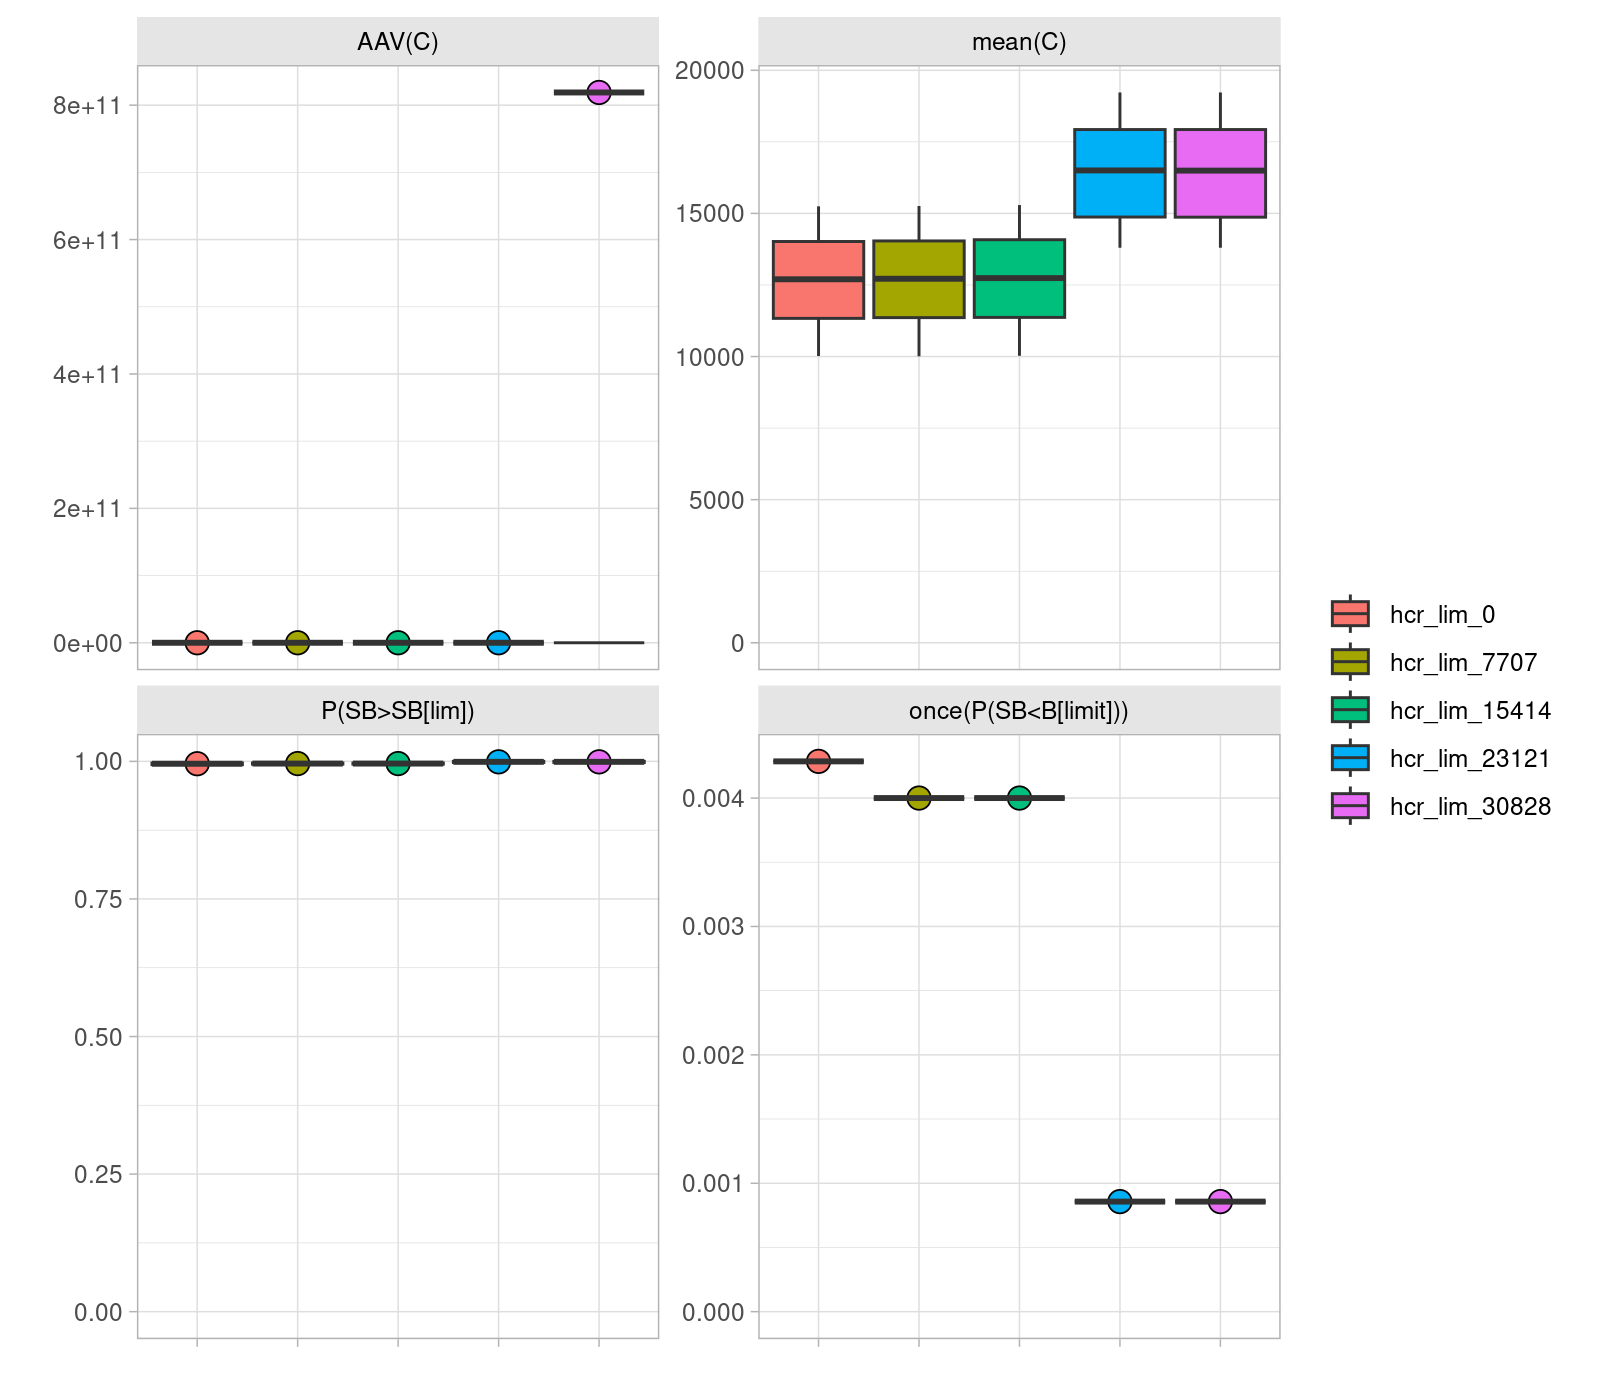 AAV(C)
mean(C)
8e+11
6e+11
4e+11
2e+11
0e+00
20000
15000
10000
5000
0
P(SB>SB[lim])
once(P(SB<B[limit]))
1.00
0.75
0.50
0.25
0.00
0.004
0.003
0.002
0.001
0.000
hcr_lim_0
hcr_lim_7707
hcr_lim_15414
hcr_lim_23121
hcr_lim_30828